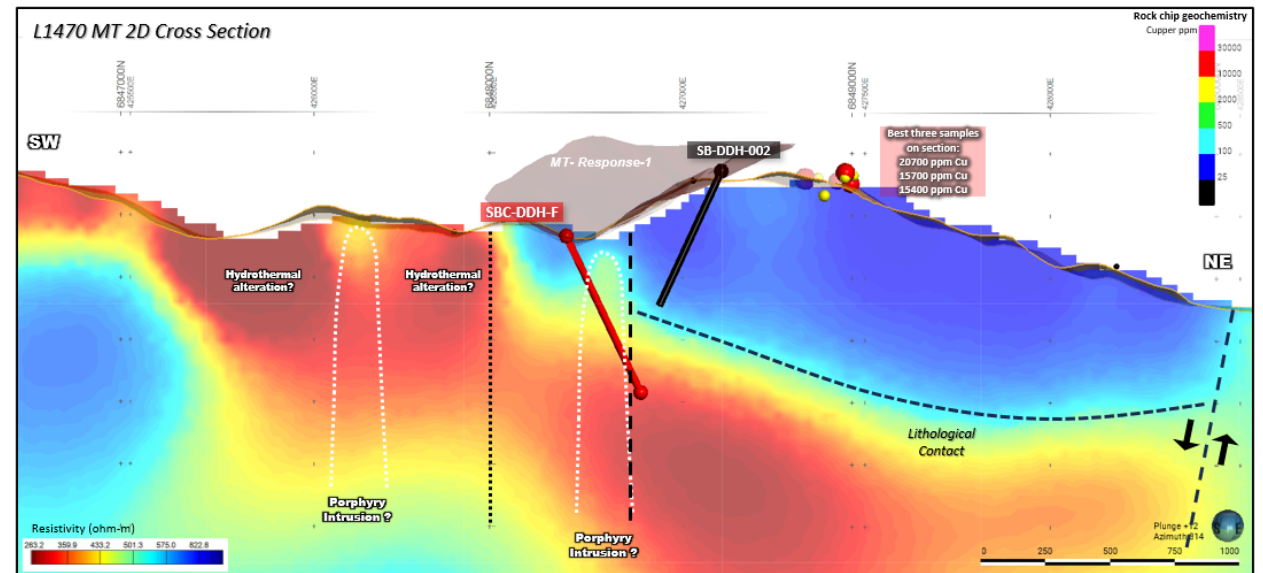 L1470 MT 2D Cross Section
Rock chip geochemistry
Cupper ppm
30000
10000
2000
500
100
25
6847000N
426000E
6848000N
427000E
6849000N
427500E
428000E
SW
MT- Response-1
SB-DDH-002
Best three samples
on section:
20700 ppm Cu
15700 ppm Cu
15400 ppm Cu
SBC-DDH-F
NE
Hydrothermal
alteration?
Hydrothermal
alteration?
Lithological
Contact
Porphyry
Intrusion ?
Porphyry
Intrusion ?
Resistivity (ohm-m)
283.2 359.9 433.2 501.3 575.0 822.8
Plunge +12
Azimuth 314
0 250 500 750 1000